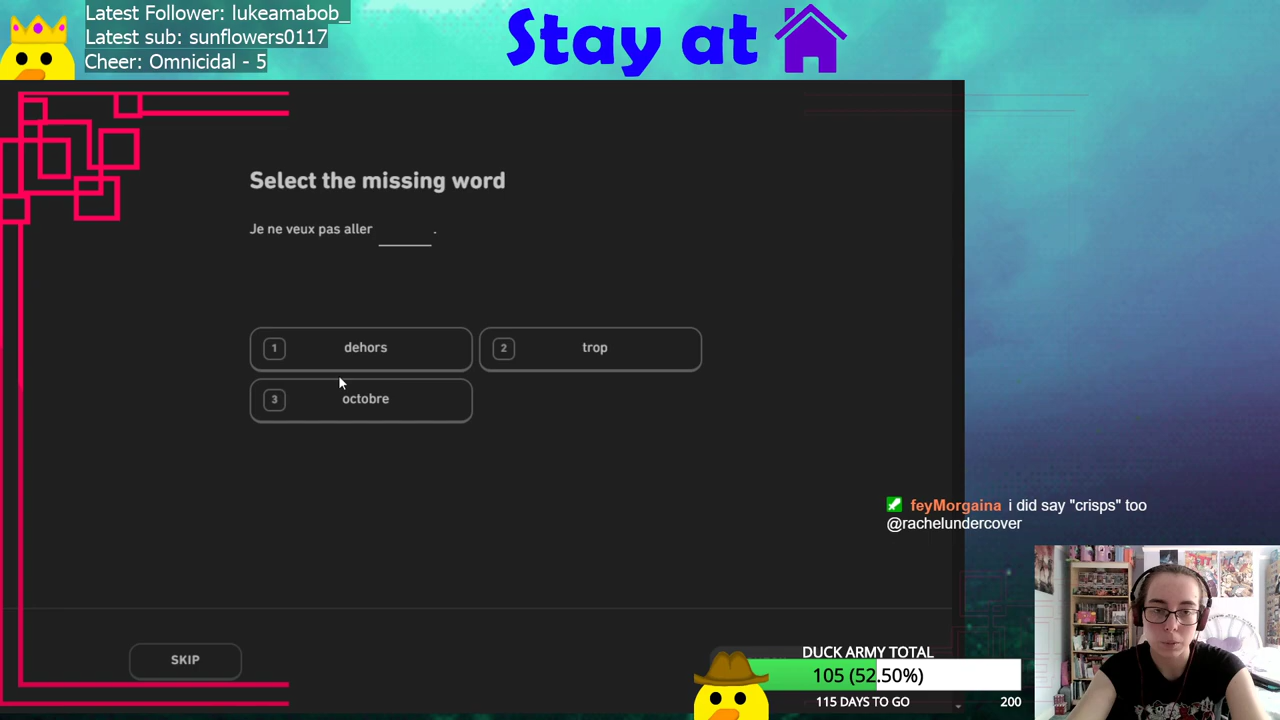 Latest Follower: lukeamabob_
Latest sub: sunflowers0117
Cheer: Omnicidal - 5
Stay at
Select the missing word
Je ne veux pas aller ______.
1 dehors
2 trop
3 octobre
feyMorgaina i did say "crisps" too
@rachelundercover
SKIP
DUCK ARMY TOTAL
105 (52.50%)
115 DAYS TO GO 200